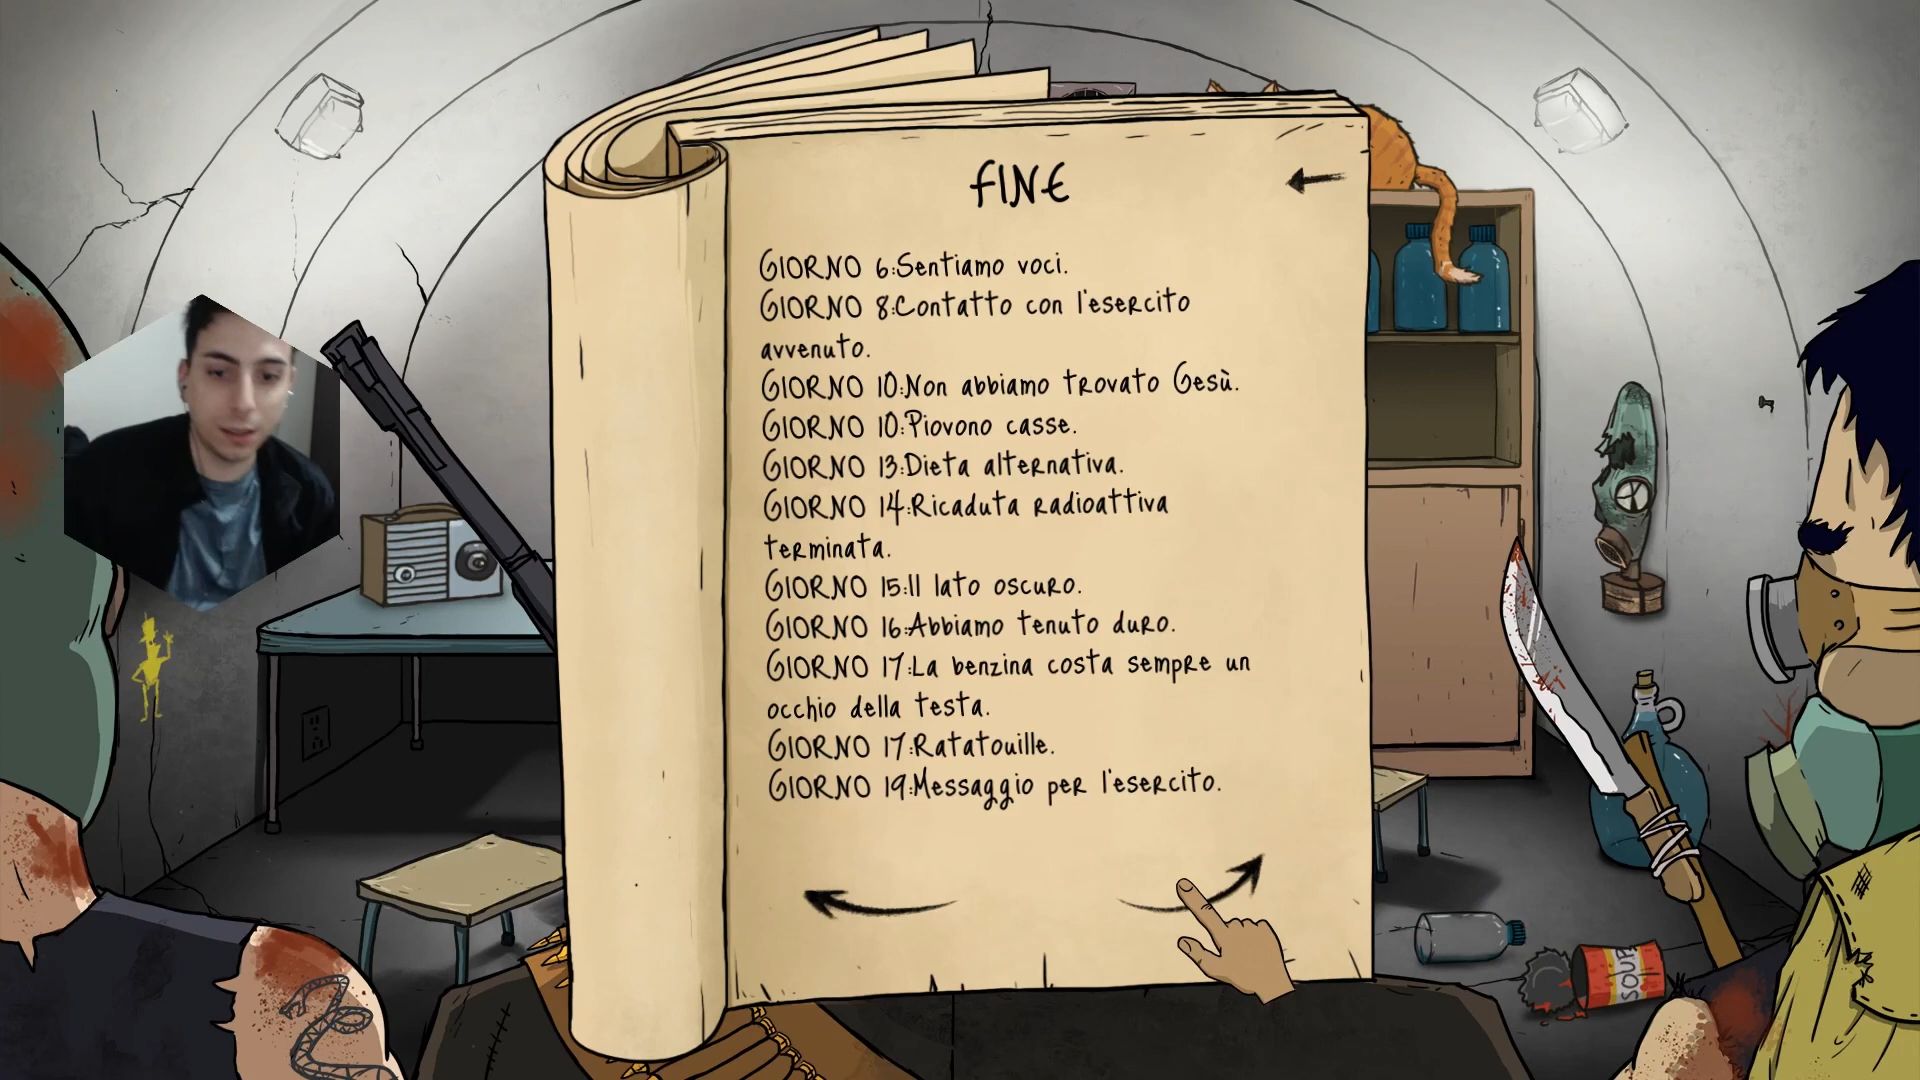 FINE
GIORNO 6:Sentiamo voci.
GIORNO 8:Contatto con l'esercito
avvenuto.
GIORNO 10:Non abbiamo trovato Gesù.
GIORNO 10:Piovono casse.
GIORNO 13:Dieta alternativa.
GIORNO 14:Ricaduta radioattiva
terminata.
GIORNO 15:Il lato oscuro.
GIORNO 16:Abbiamo tenuto duro.
GIORNO 17:La benzina costa sempre un
occhio della testa.
GIORNO 17:Ratatouille.
GIORNO 19:Messaggio per l'esercito.
SOUP